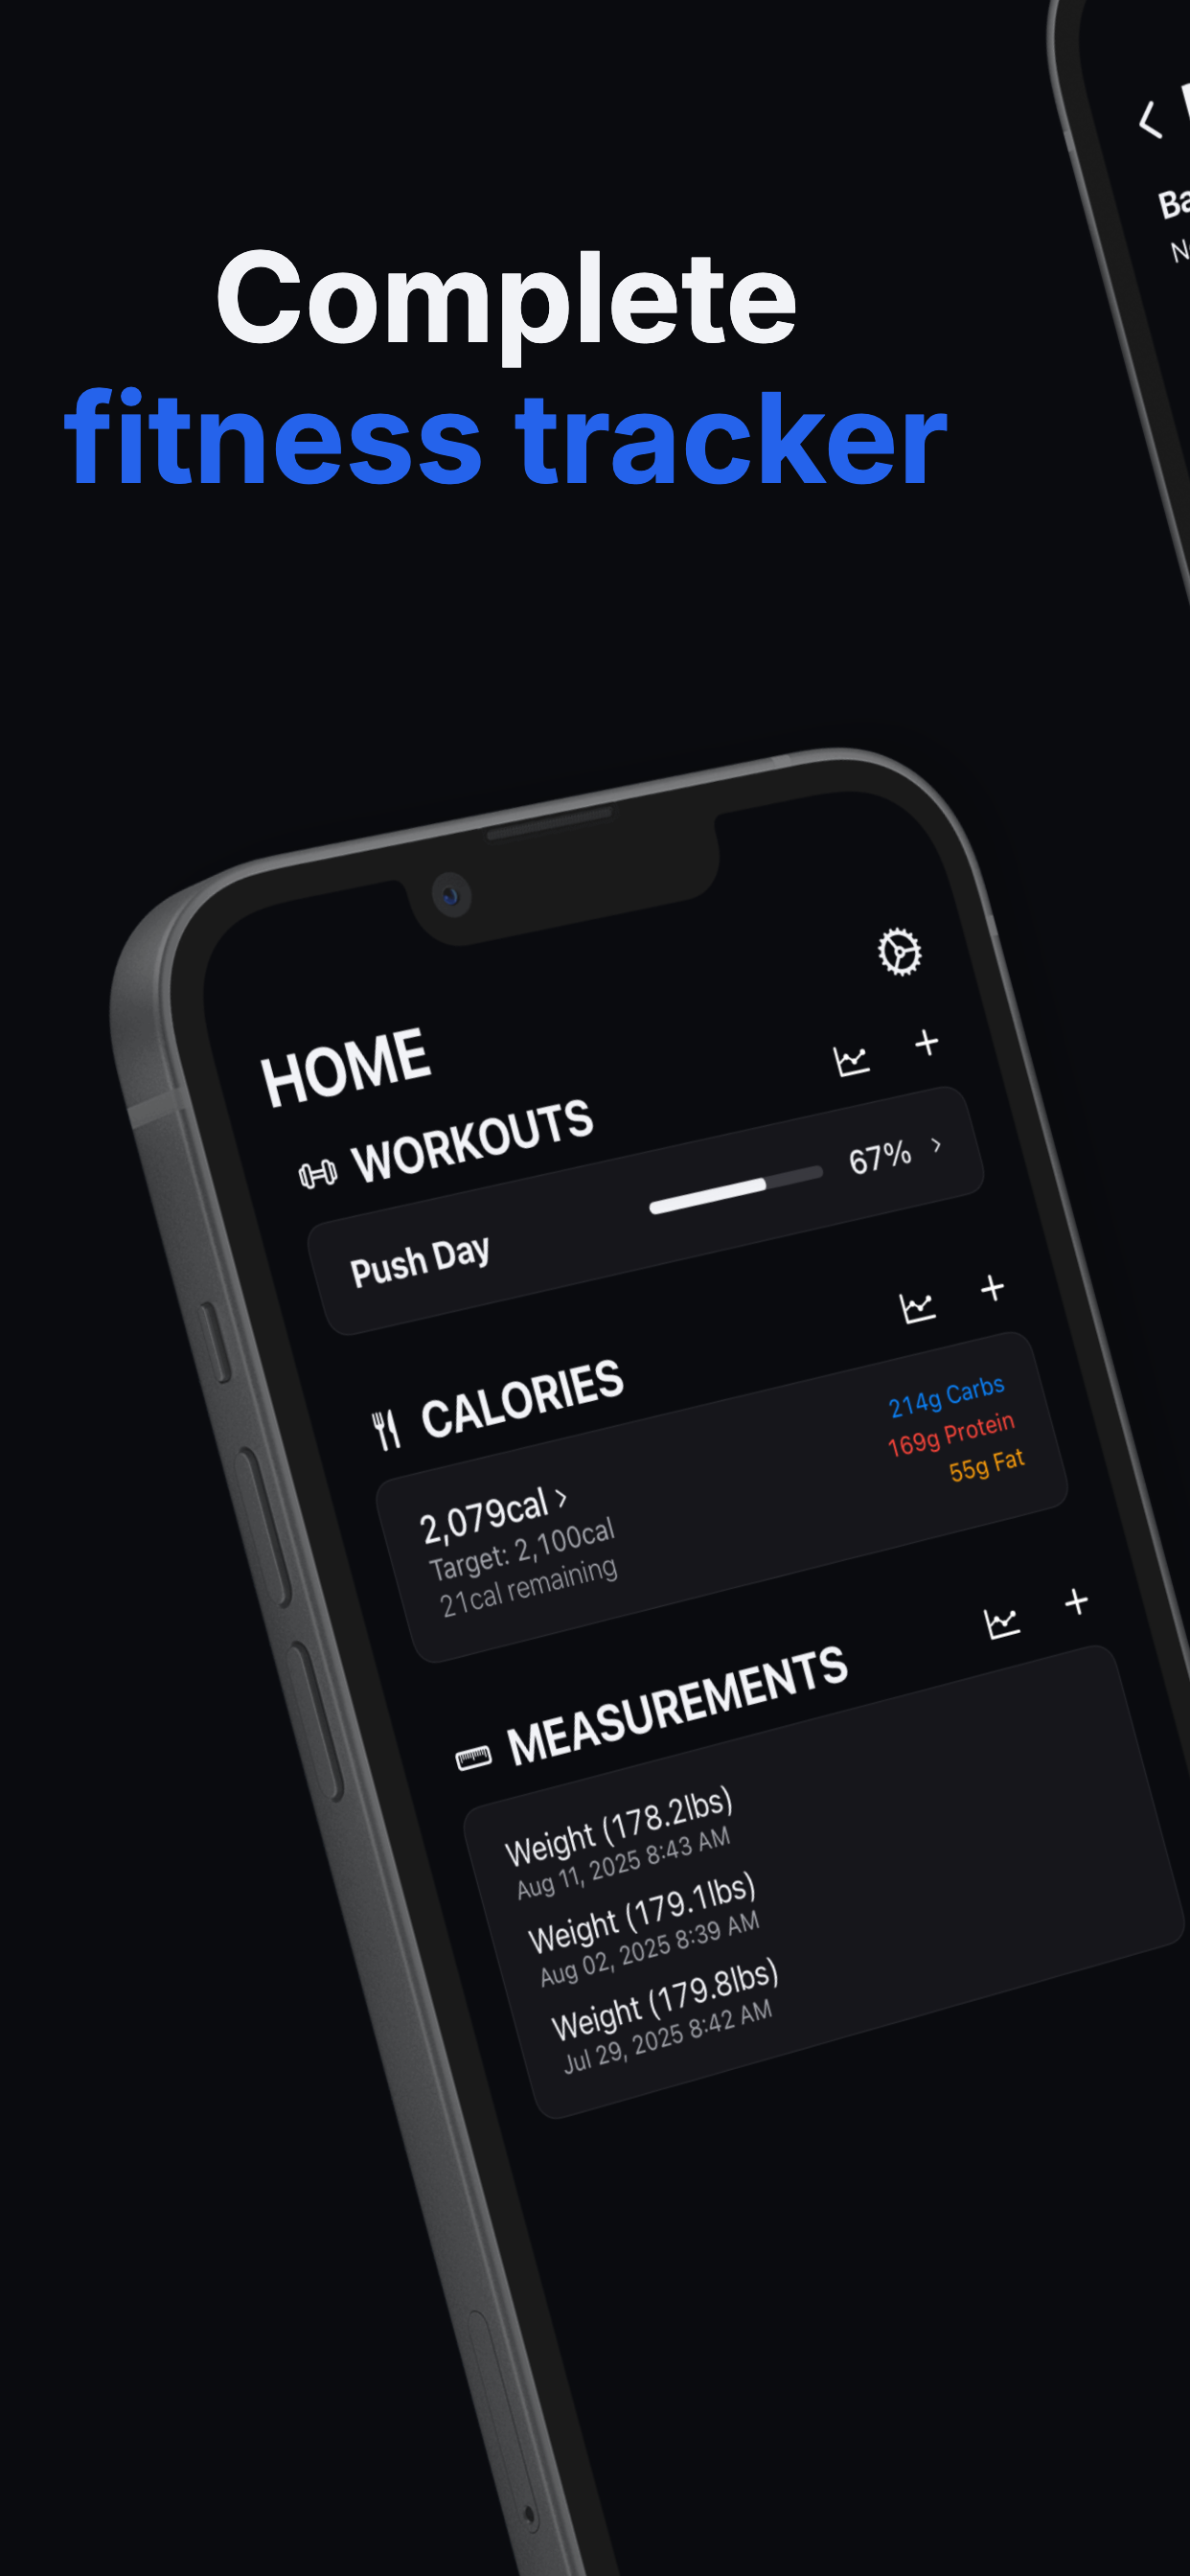 Complete
fitness tracker
HOME
WORKOUTS
Push Day
67%
CALORIES
2,079cal
Target: 2,100cal
21cal remaining
214g Carbs
169g Protein
55g Fat
MEASUREMENTS
Weight (178.2lbs)
Aug 11, 2025 8:43 AM
Weight (179.1lbs)
Aug 02, 2025 8:39 AM
Weight (179.8lbs)
Jul 29, 2025 8:42 AM